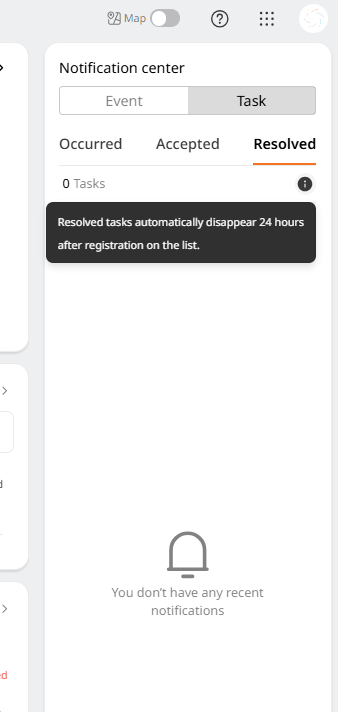 Map
Notification center
Event Task
Occurred Accepted Resolved
0 Tasks
Resolved tasks automatically disappear 24 hours
after registration on the list.
You don't have any recent
notifications